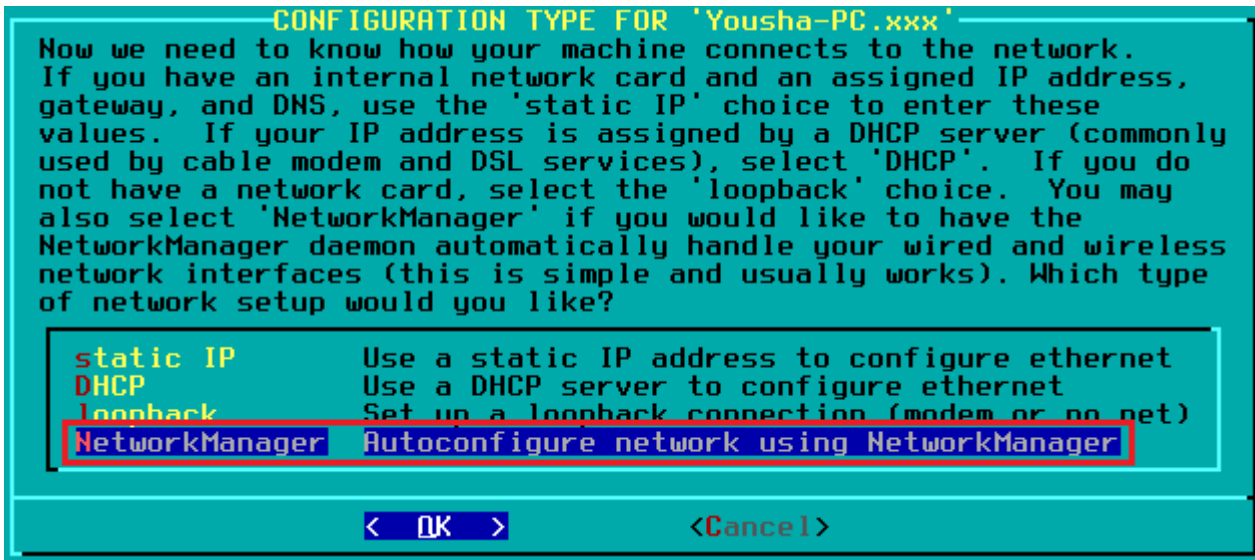 CONFIGURATION TYPE FOR 'Yousha-PC.xxx'
Now we need to know how your machine connects to the network.
If you have an internal network card and an assigned IP address,
gateway, and DNS, use the 'static IP' choice to enter these
values.  If your IP address is assigned by a DHCP server (commonly
used by cable modem and DSL services), select 'DHCP'.  If you do
not have a network card, select the 'loopback' choice.  You may
also select 'NetworkManager' if you would like to have the
NetworkManager daemon automatically handle your wired and wireless
network interfaces (this is simple and usually works). Which type
of network setup would you like?
static IP Use a static IP address to configure ethernet
DHCP Use a DHCP server to configure ethernet
loopback Set up a loopback connection (modem or no net)
NetworkManager Autoconfigure network using NetworkManager
< OK > <Cancel>